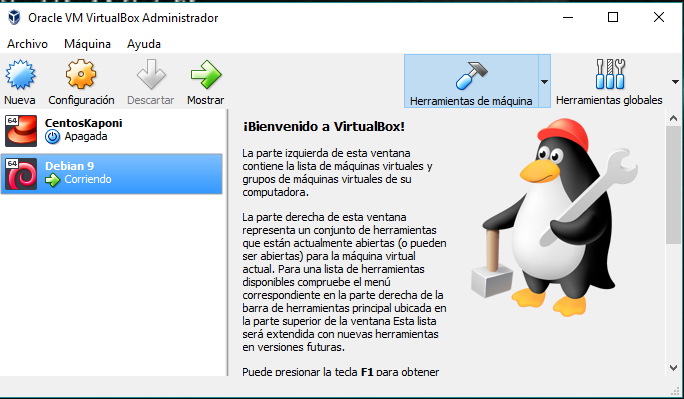 Oracle VM VirtualBox Administrador
Archivo Máquina Ayuda
Nueva Configuración Descartar Mostrar Herramientas de máquina Herramientas globales
64 CentosKaponi
Apagada
64 Debian 9
Corriendo
¡Bienvenido a VirtualBox!
La parte izquierda de esta ventana
contiene la lista de máquinas virtuales y
grupos de máquinas virtuales de su
computadora.
La parte derecha de esta ventana
representa un conjunto de herramientas
que están actualmente abiertas (o pueden
ser abiertas) para la máquina virtual
actual. Para una lista de herramientas
disponibles compruebe el menú
correspondiente en la parte derecha de la
barra de herramientas principal ubicada en
la parte superior de la ventana Esta lista
será extendida con nuevas herramientas
en versiones futuras.
Puede presionar la tecla F1 para obtener